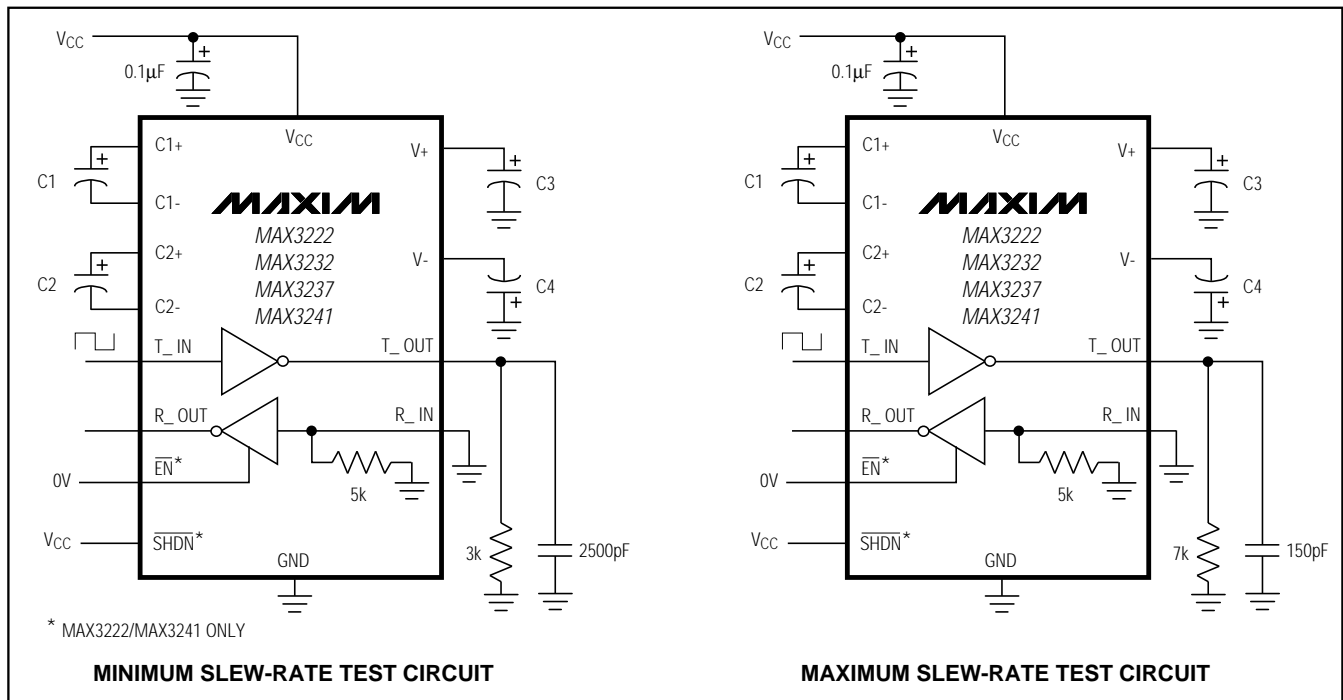 VCC
0.1µF
+
VCC
C1+
V+
C1
+
+
C3
C1-
MAXIM
MAX3222
C2+
MAX3232
V-
C2
+
MAX3237
C4
C2-
MAX3241
+
T_ IN
T_ OUT
R_ OUT
R_ IN
EN*
0V
5k
VCC
SHDN*
3k
2500pF
GND
* MAX3222/MAX3241 ONLY
MINIMUM SLEW-RATE TEST CIRCUIT
VCC
0.1µF
+
VCC
C1+
V+
C1
+
+
C3
C1-
MAXIM
MAX3222
C2+
MAX3232
V-
C2
+
MAX3237
C4
C2-
MAX3241
+
T_ IN
T_ OUT
R_ OUT
R_ IN
EN*
0V
5k
VCC
SHDN*
7k
150pF
GND
MAXIMUM SLEW-RATE TEST CIRCUIT